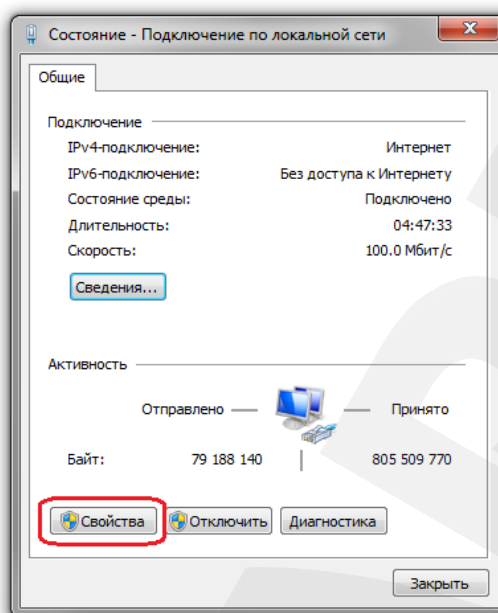 Состояние - Подключение по локальной сети
Общие
Подключение
IPv4-подключение: Интернет
IPv6-подключение: Без доступа к Интернету
Состояние среды: Подключено
Длительность: 04:47:33
Скорость: 100.0 Мбит/с
Сведения...
Активность
Отправлено — — Принято
Байт: 79 188 140 | 805 509 770
Свойства Отключить Диагностика
Закрыть